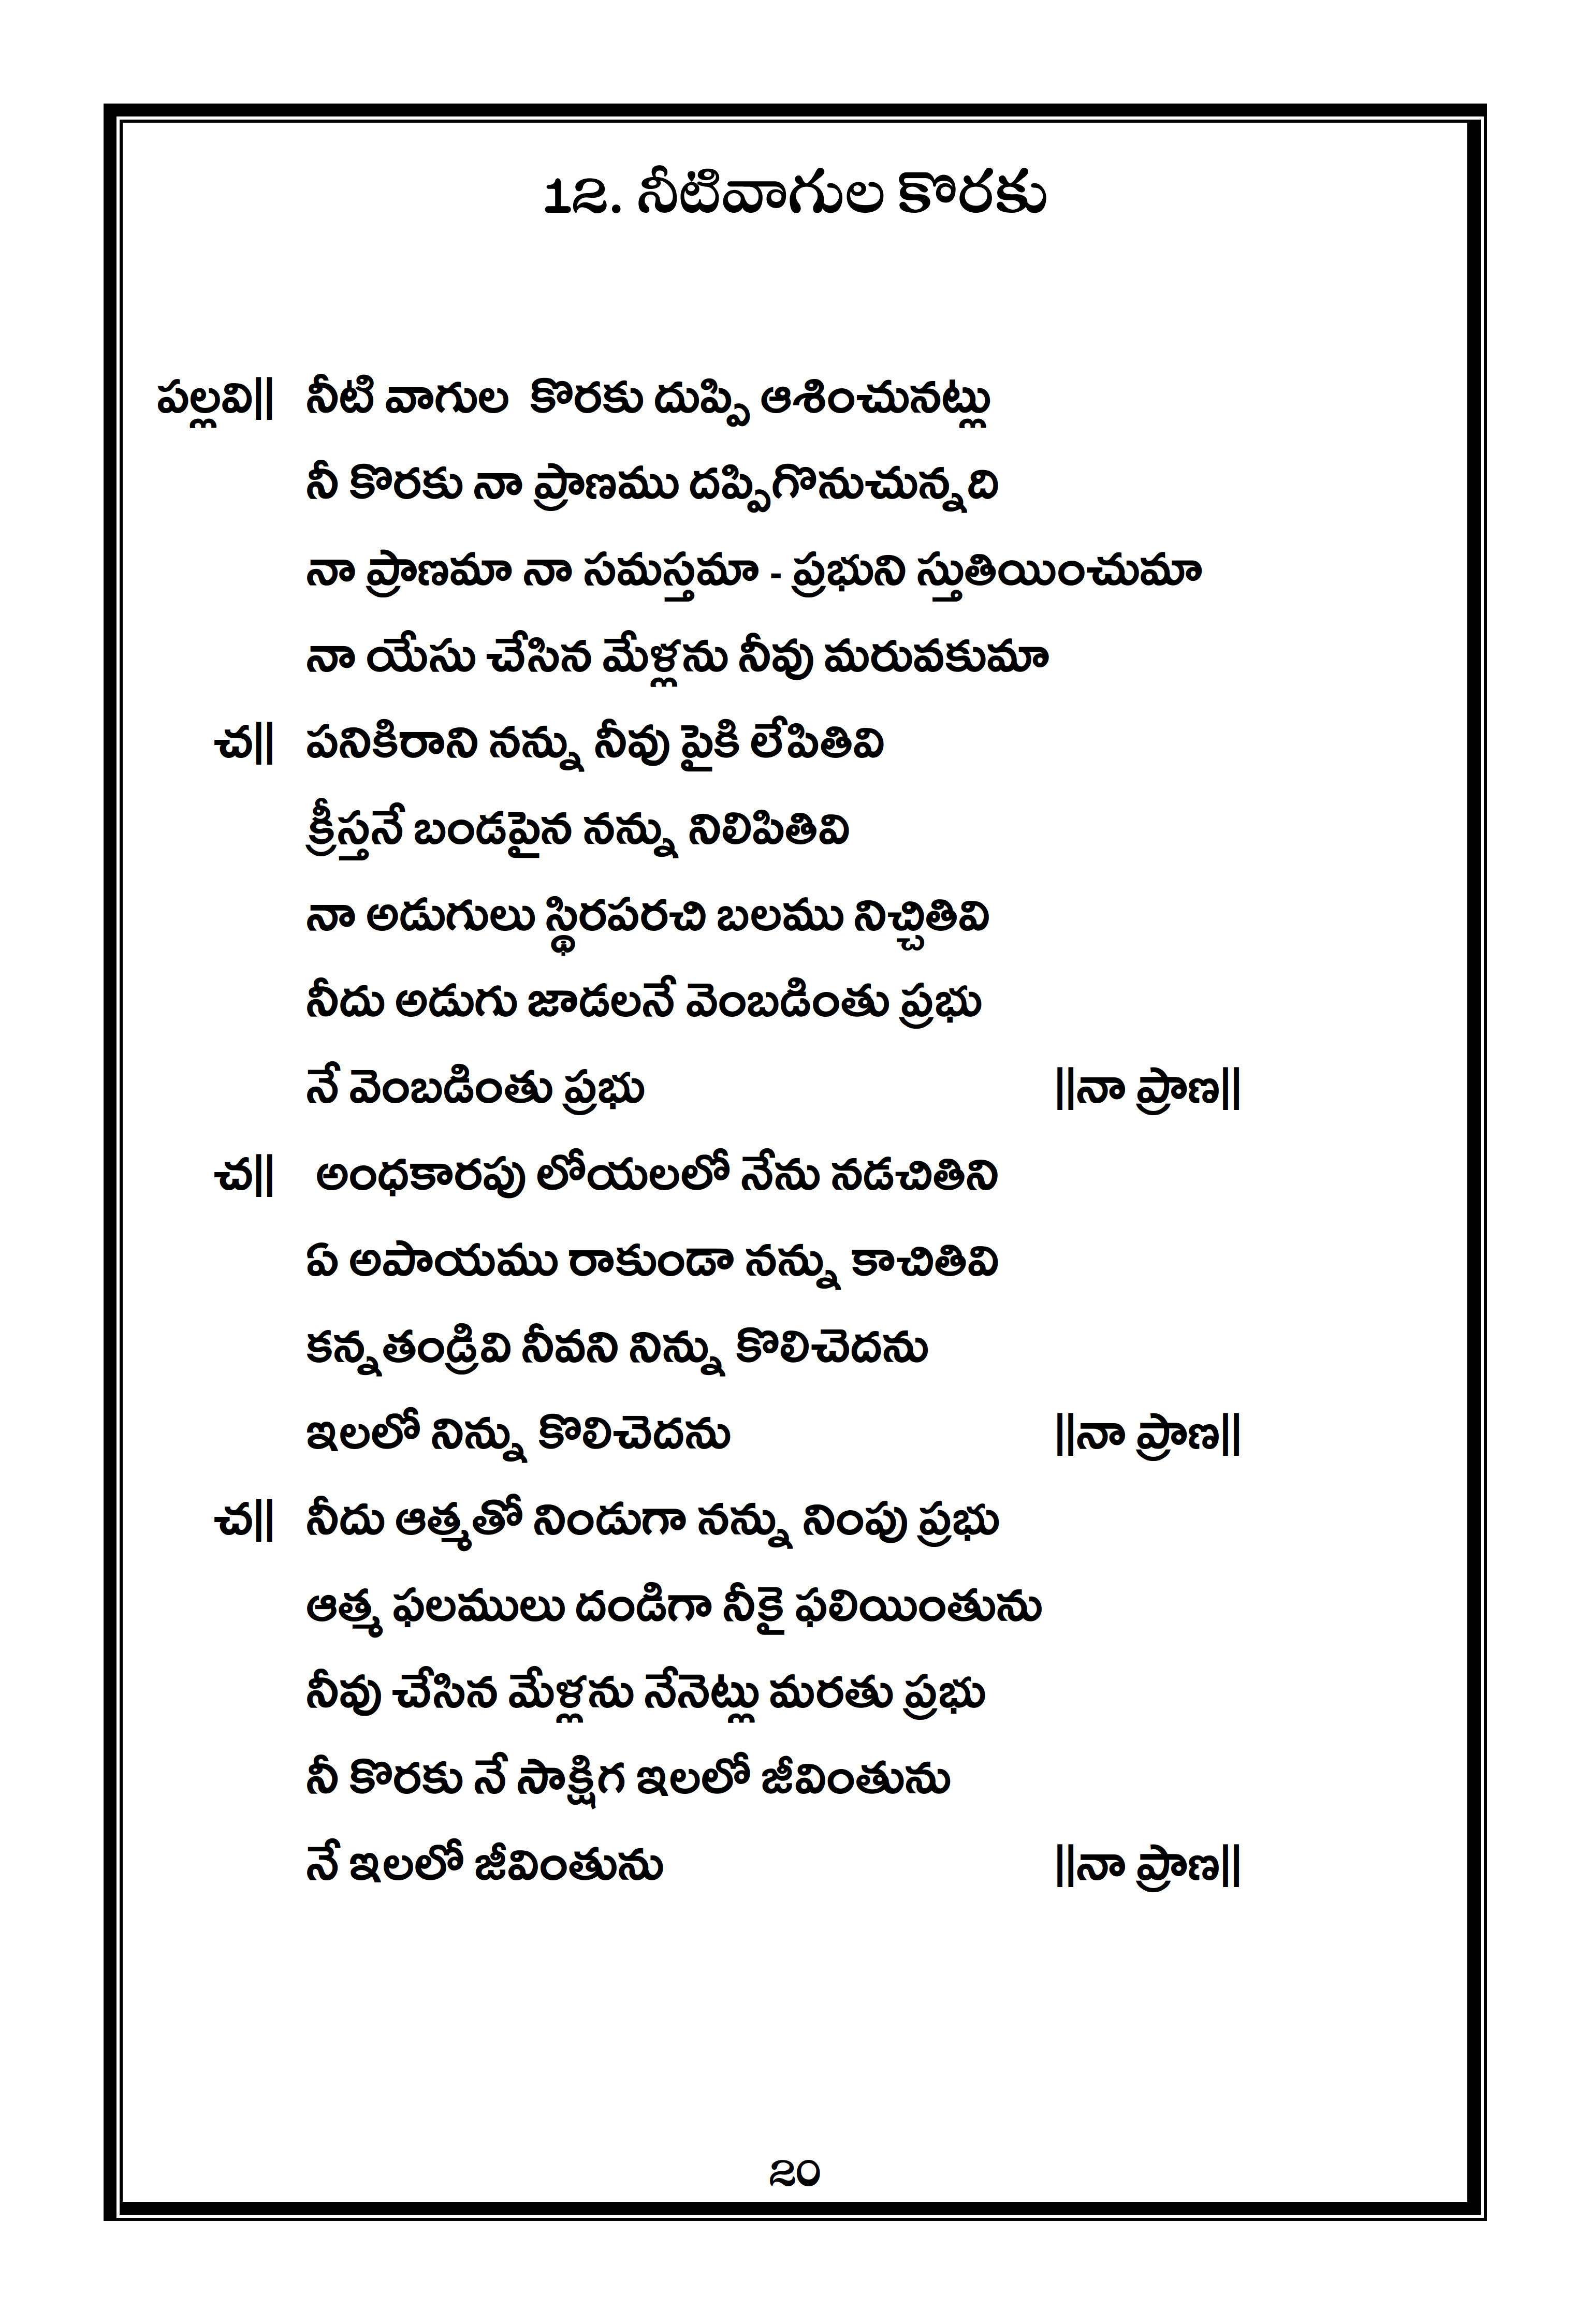 12. నీటివాగుల కొరకు
పల్లవి|| నీటి వాగుల కొరకు దుప్పి ఆశించునట్లు
నీ కొరకు నా ప్రాణము దప్పిగొనుచున్నది
నా ప్రాణమా నా సమస్తమా - ప్రభుని స్తుతియించుమా
నా యేసు చేసిన మేళ్లను నీవు మరువకుమా
చ|| పనికిరాని నన్ను నీవు పైకి లేపితివి
క్రీస్తనే బండపైన నన్ను నిలిపితివి
నా అడుగులు స్థిరపరచి బలము నిచ్చితివి
నీదు అడుగు జాడలనే వెంబడింతు ప్రభు
నే వెంబడింతు ప్రభు ||నా ప్రాణ||
చ|| అంధకారపు లోయలలో నేను నడచితిని
ఏ అపాయము రాకుండా నన్ను కాచితివి
కన్నతండ్రివి నీవని నిన్ను కొలిచెదను
ఇలలో నిన్ను కొలిచెదను ||నా ప్రాణ||
చ|| నీదు ఆత్మతో నిండుగా నన్ను నింపు ప్రభు
ఆత్మ ఫలములు దండిగా నీకై ఫలియింతును
నీవు చేసిన మేళ్లను నేనెట్లు మరతు ప్రభు
నీ కొరకు నే సాక్షిగ ఇలలో జీవింతును
నే ఇలలో జీవింతును ||నా ప్రాణ||
20